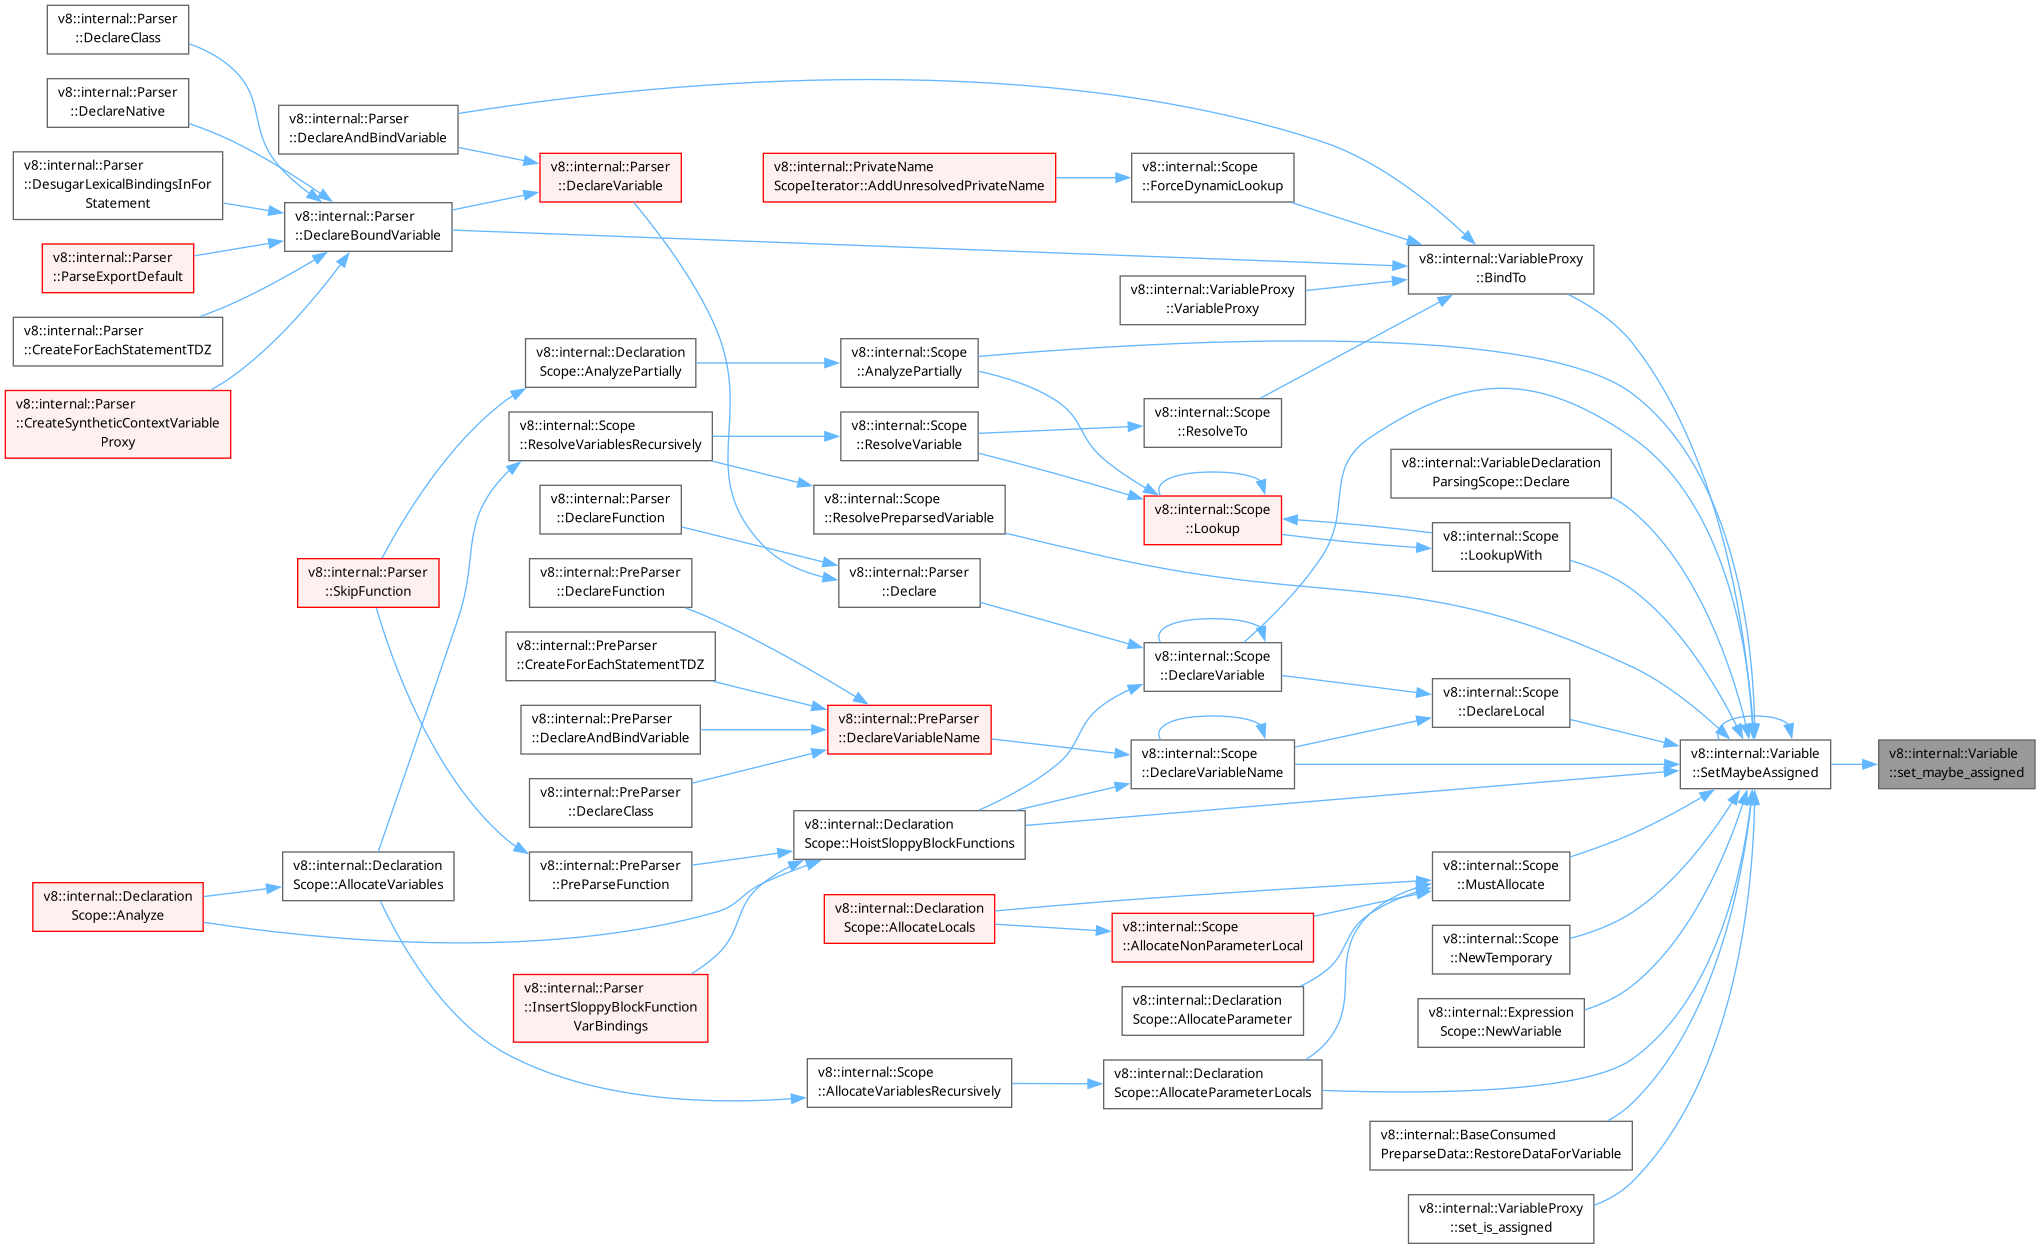 v8::internal::Parser
::DeclareClass
v8::internal::Parser
::DeclareNative
v8::internal::Parser
::DesugarLexicalBindingsInFor
Statement
v8::internal::Parser
::ParseExportDefault
v8::internal::Parser
::CreateForEachStatementTDZ
v8::internal::Parser
::CreateSyntheticContextVariable
Proxy
v8::internal::Declaration
Scope::Analyze
v8::internal::Parser
::DeclareAndBindVariable
v8::internal::Parser
::DeclareBoundVariable
v8::internal::Parser
::SkipFunction
v8::internal::Declaration
Scope::AllocateVariables
v8::internal::Parser
::DeclareVariable
v8::internal::Declaration
Scope::AnalyzePartially
v8::internal::Scope
::ResolveVariablesRecursively
v8::internal::Parser
::DeclareFunction
v8::internal::PreParser
::DeclareFunction
v8::internal::PreParser
::CreateForEachStatementTDZ
v8::internal::PreParser
::DeclareAndBindVariable
v8::internal::PreParser
::DeclareClass
v8::internal::PreParser
::PreParseFunction
v8::internal::Parser
::InsertSloppyBlockFunction
VarBindings
v8::internal::PrivateName
ScopeIterator::AddUnresolvedPrivateName
v8::internal::Scope
::AnalyzePartially
v8::internal::Scope
::ResolveVariable
v8::internal::Scope
::ResolvePreparsedVariable
v8::internal::Parser
::Declare
v8::internal::PreParser
::DeclareVariableName
v8::internal::Declaration
Scope::HoistSloppyBlockFunctions
v8::internal::Declaration
Scope::AllocateLocals
v8::internal::Scope
::AllocateVariablesRecursively
v8::internal::Scope
::ForceDynamicLookup
v8::internal::VariableProxy
::VariableProxy
v8::internal::Scope
::ResolveTo
v8::internal::Scope
::Lookup
v8::internal::Scope
::DeclareVariable
v8::internal::Scope
::DeclareVariableName
v8::internal::Scope
::AllocateNonParameterLocal
v8::internal::Declaration
Scope::AllocateParameter
v8::internal::Declaration
Scope::AllocateParameterLocals
v8::internal::VariableProxy
::BindTo
v8::internal::VariableDeclaration
ParsingScope::Declare
v8::internal::Scope
::LookupWith
v8::internal::Scope
::DeclareLocal
v8::internal::Scope
::MustAllocate
v8::internal::Scope
::NewTemporary
v8::internal::Expression
Scope::NewVariable
v8::internal::BaseConsumed
PreparseData::RestoreDataForVariable
v8::internal::VariableProxy
::set_is_assigned
v8::internal::Variable
::SetMaybeAssigned
v8::internal::Variable
::set_maybe_assigned